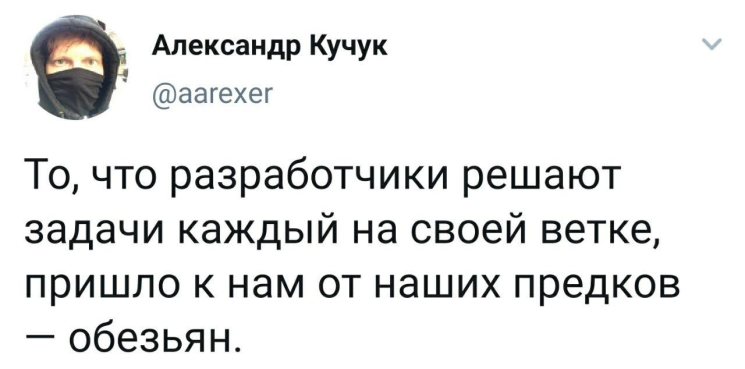 Александр Кучук
@aarexer
То, что разработчики решают
задачи каждый на своей ветке,
пришло к нам от наших предков
— обезьян.